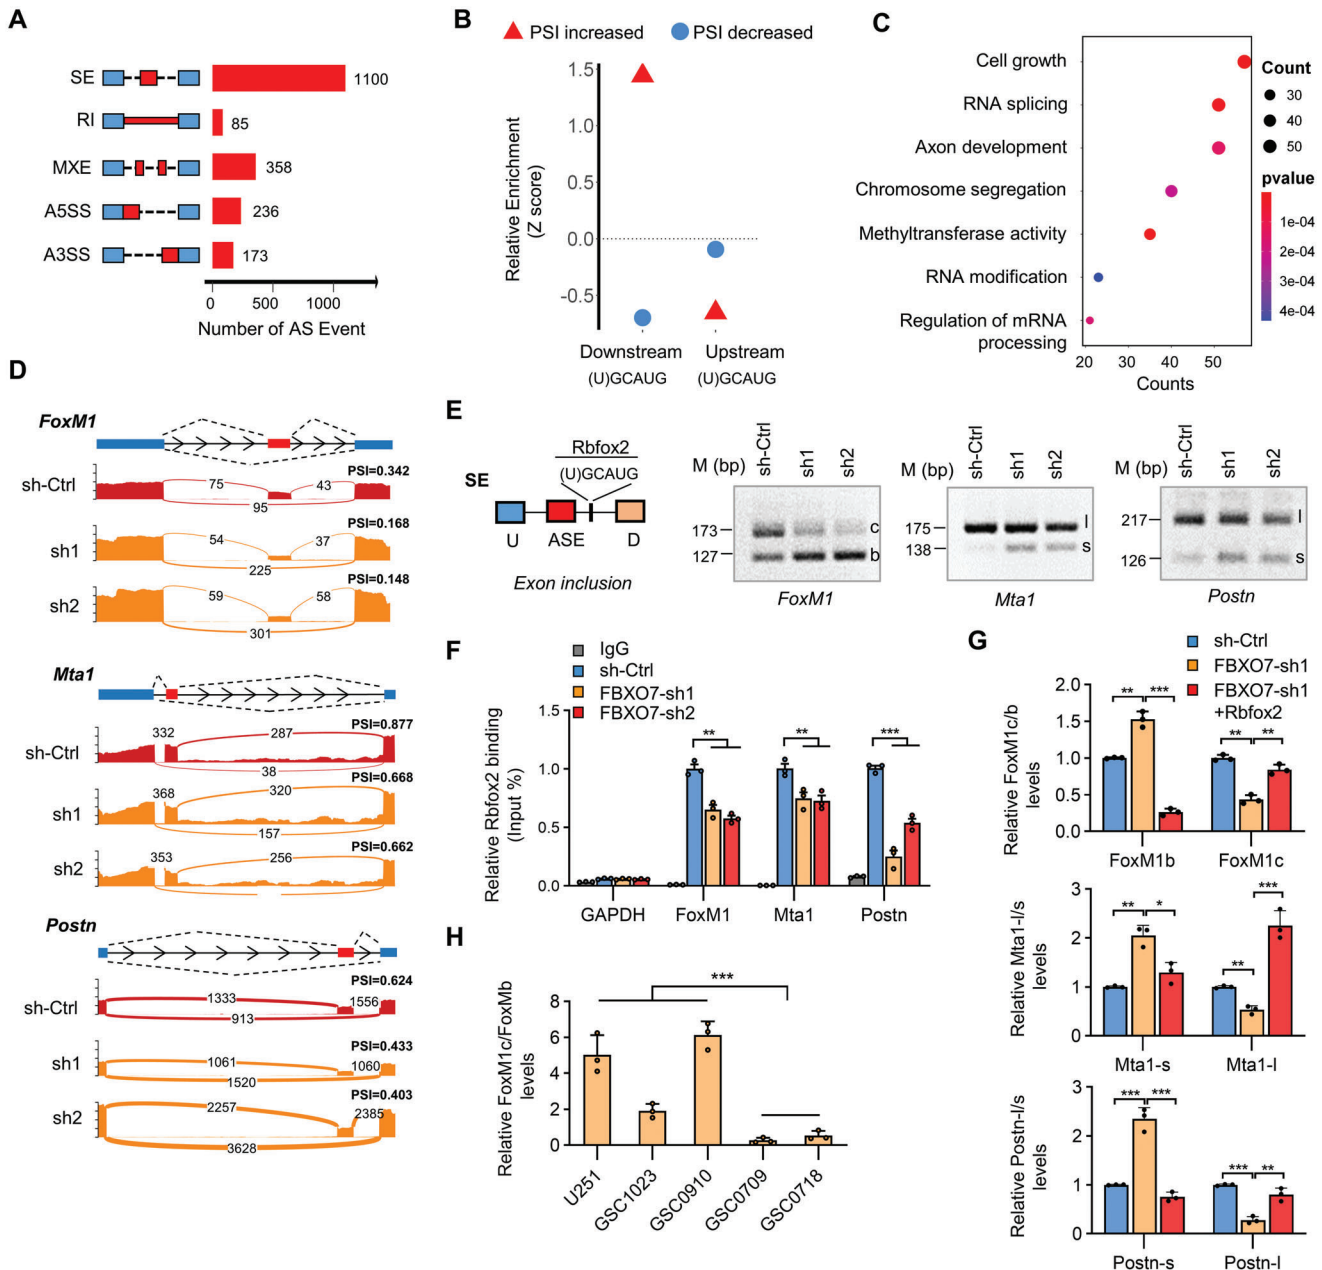 A
SE
1100
RI
85
MXE
358
A5SS
236
A3SS
173
0 500 1000
Number of AS Event
B
PSI increased PSI decreased
Relative Enrichment
(Z score)
1.5
1.0
0.5
0.0
-0.5
Downstream Upstream
(U)GCAUG (U)GCAUG
C
Cell growth
RNA splicing
Axon development
Chromosome segregation
Methyltransferase activity
RNA modification
Regulation of mRNA
processing
20 30 40 50
Counts
Count
30
40
50
pvalue
1e-04
2e-04
3e-04
4e-04
D
FoxM1
PSI=0.342
sh-Ctrl
75 43
95
PSI=0.168
sh1
54 37
225
PSI=0.148
sh2
59 58
301
Mta1
PSI=0.877
sh-Ctrl
332 287
38
PSI=0.668
sh1
368 320
157
PSI=0.662
sh2
353 256
Postn
PSI=0.624
sh-Ctrl
1333 1556
913
PSI=0.433
sh1
1061 1060
1520
PSI=0.403
sh2
2257 2385
3628
E
Rbfox2
(U)GCAUG
SE
U ASE D
Exon inclusion
M (bp) sh-Ctrl sh1 sh2
173 c
127 b
FoxM1
M (bp) sh-Ctrl sh1 sh2
175 l
138 s
Mta1
M (bp) sh-Ctrl sh1 sh2
217 l
126 s
Postn
F
IgG
sh-Ctrl
FBXO7-sh1
FBXO7-sh2
Relative Rbfox2 binding
(Input %)
1.5
1.0
0.5
0.0
** ** ***
GAPDH FoxM1 Mta1 Postn
G
sh-Ctrl
FBXO7-sh1
FBXO7-sh1
+Rbfox2
Relative FoxM1c/b
levels
2.0
1.5
1.0
0.5
0.0
** *** ** **
FoxM1b FoxM1c
Relative Mta1-l/s
levels
3
2
1
0
** * ** ***
Mta1-s Mta1-l
Relative Postn-l/s
levels
3
2
1
0
*** *** *** **
Postn-s Postn-l
H
Relative FoxM1c/FoxMb
levels
8
6
4
2
0
***
U251 GSC1023 GSC0910 GSC0709 GSC0718